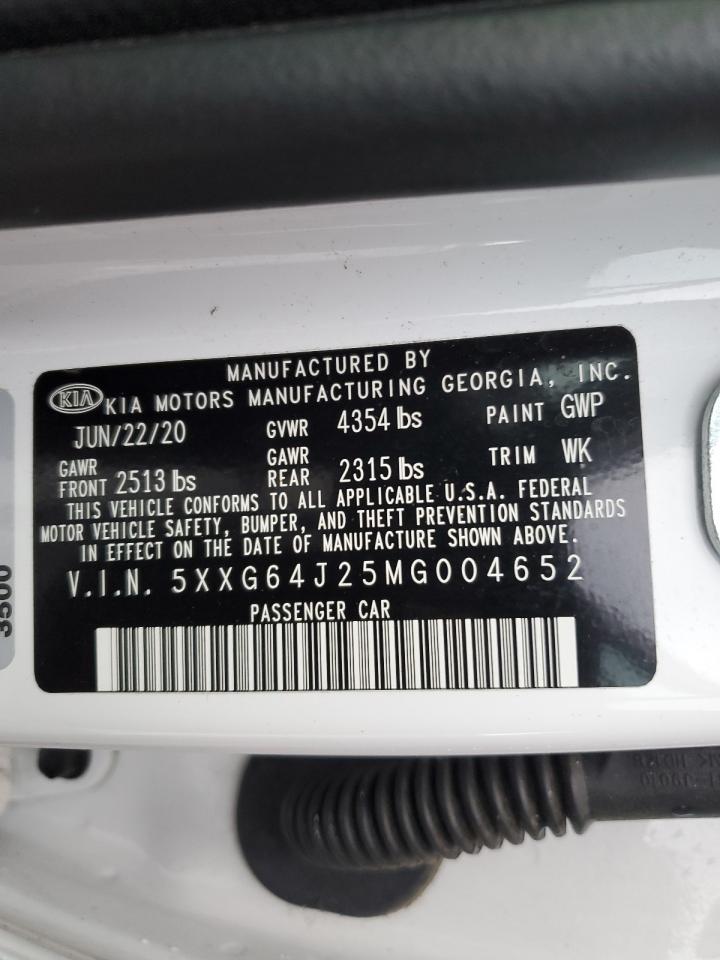 MANUFACTURED BY
KIA KIA MOTORS MANUFACTURING GEORGIA, INC.
JUN/22/20 GVWR 4354 lbs PAINT GWP
GAWR FRONT 2513 lbs GAWR REAR 2315 lbs TRIM WK
THIS VEHICLE CONFORMS TO ALL APPLICABLE U.S.A. FEDERAL
MOTOR VEHICLE SAFETY, BUMPER, AND THEFT PREVENTION STANDARDS
IN EFFECT ON THE DATE OF MANUFACTURE SHOWN ABOVE.
V.I.N. 5XXG64J25MG004652
PASSENGER CAR
3500